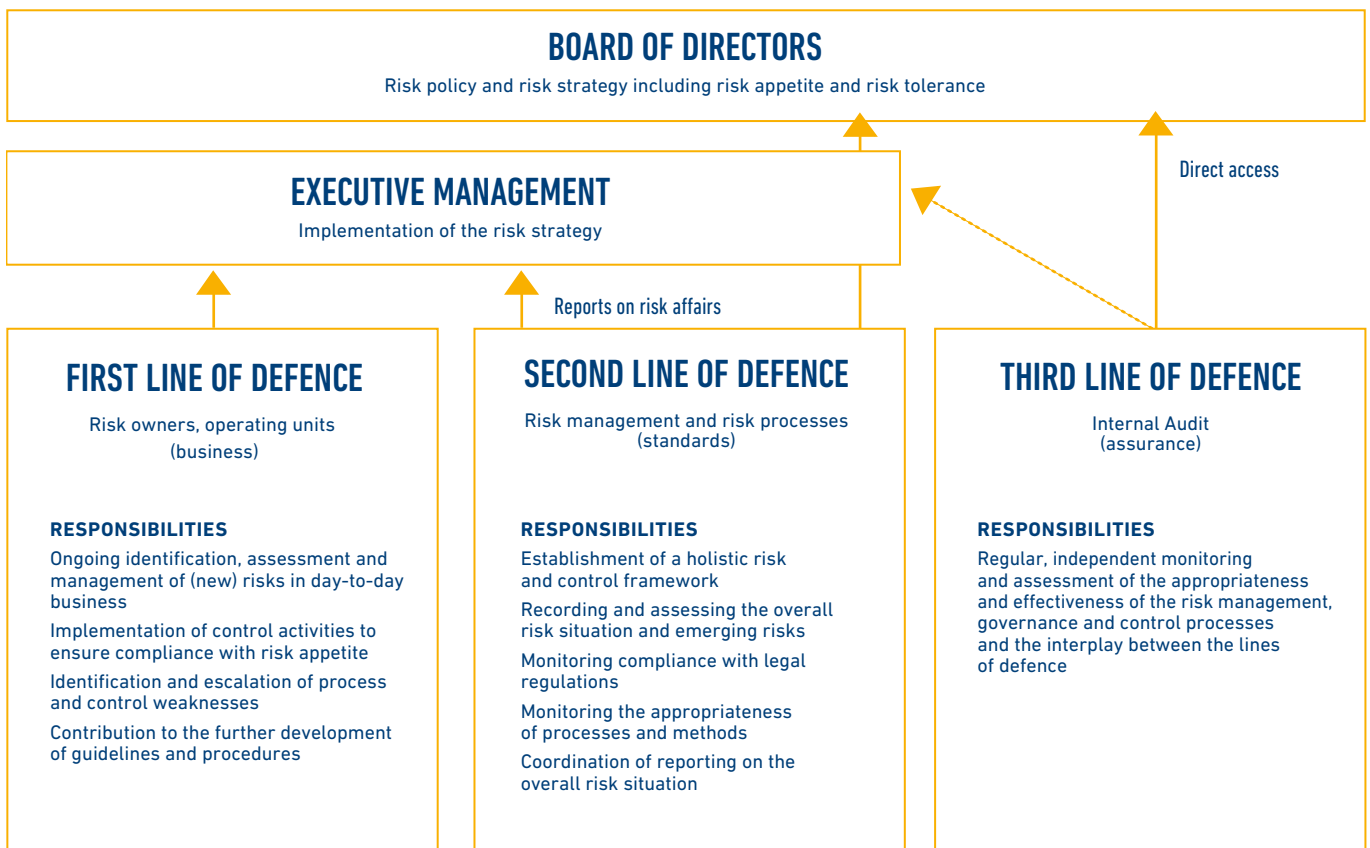 BOARD OF DIRECTORS
Risk policy and risk strategy including risk appetite and risk tolerance
Direct access
EXECUTIVE MANAGEMENT
Implementation of the risk strategy
Reports on risk affairs
FIRST LINE OF DEFENCE
Risk owners, operating units
(business)
RESPONSIBILITIES
Ongoing identification, assessment and
management of (new) risks in day-to-day
business
Implementation of control activities to
ensure compliance with risk appetite
Identification and escalation of process
and control weaknesses
Contribution to the further development
of guidelines and procedures
SECOND LINE OF DEFENCE
Risk management and risk processes
(standards)
RESPONSIBILITIES
Establishment of a holistic risk
and control framework
Recording and assessing the overall
risk situation and emerging risks
Monitoring compliance with legal
regulations
Monitoring the appropriateness
of processes and methods
Coordination of reporting on the
overall risk situation
THIRD LINE OF DEFENCE
Internal Audit
(assurance)
RESPONSIBILITIES
Regular, independent monitoring
and assessment of the appropriateness
and effectiveness of the risk management,
governance and control processes
and the interplay between the lines
of defence